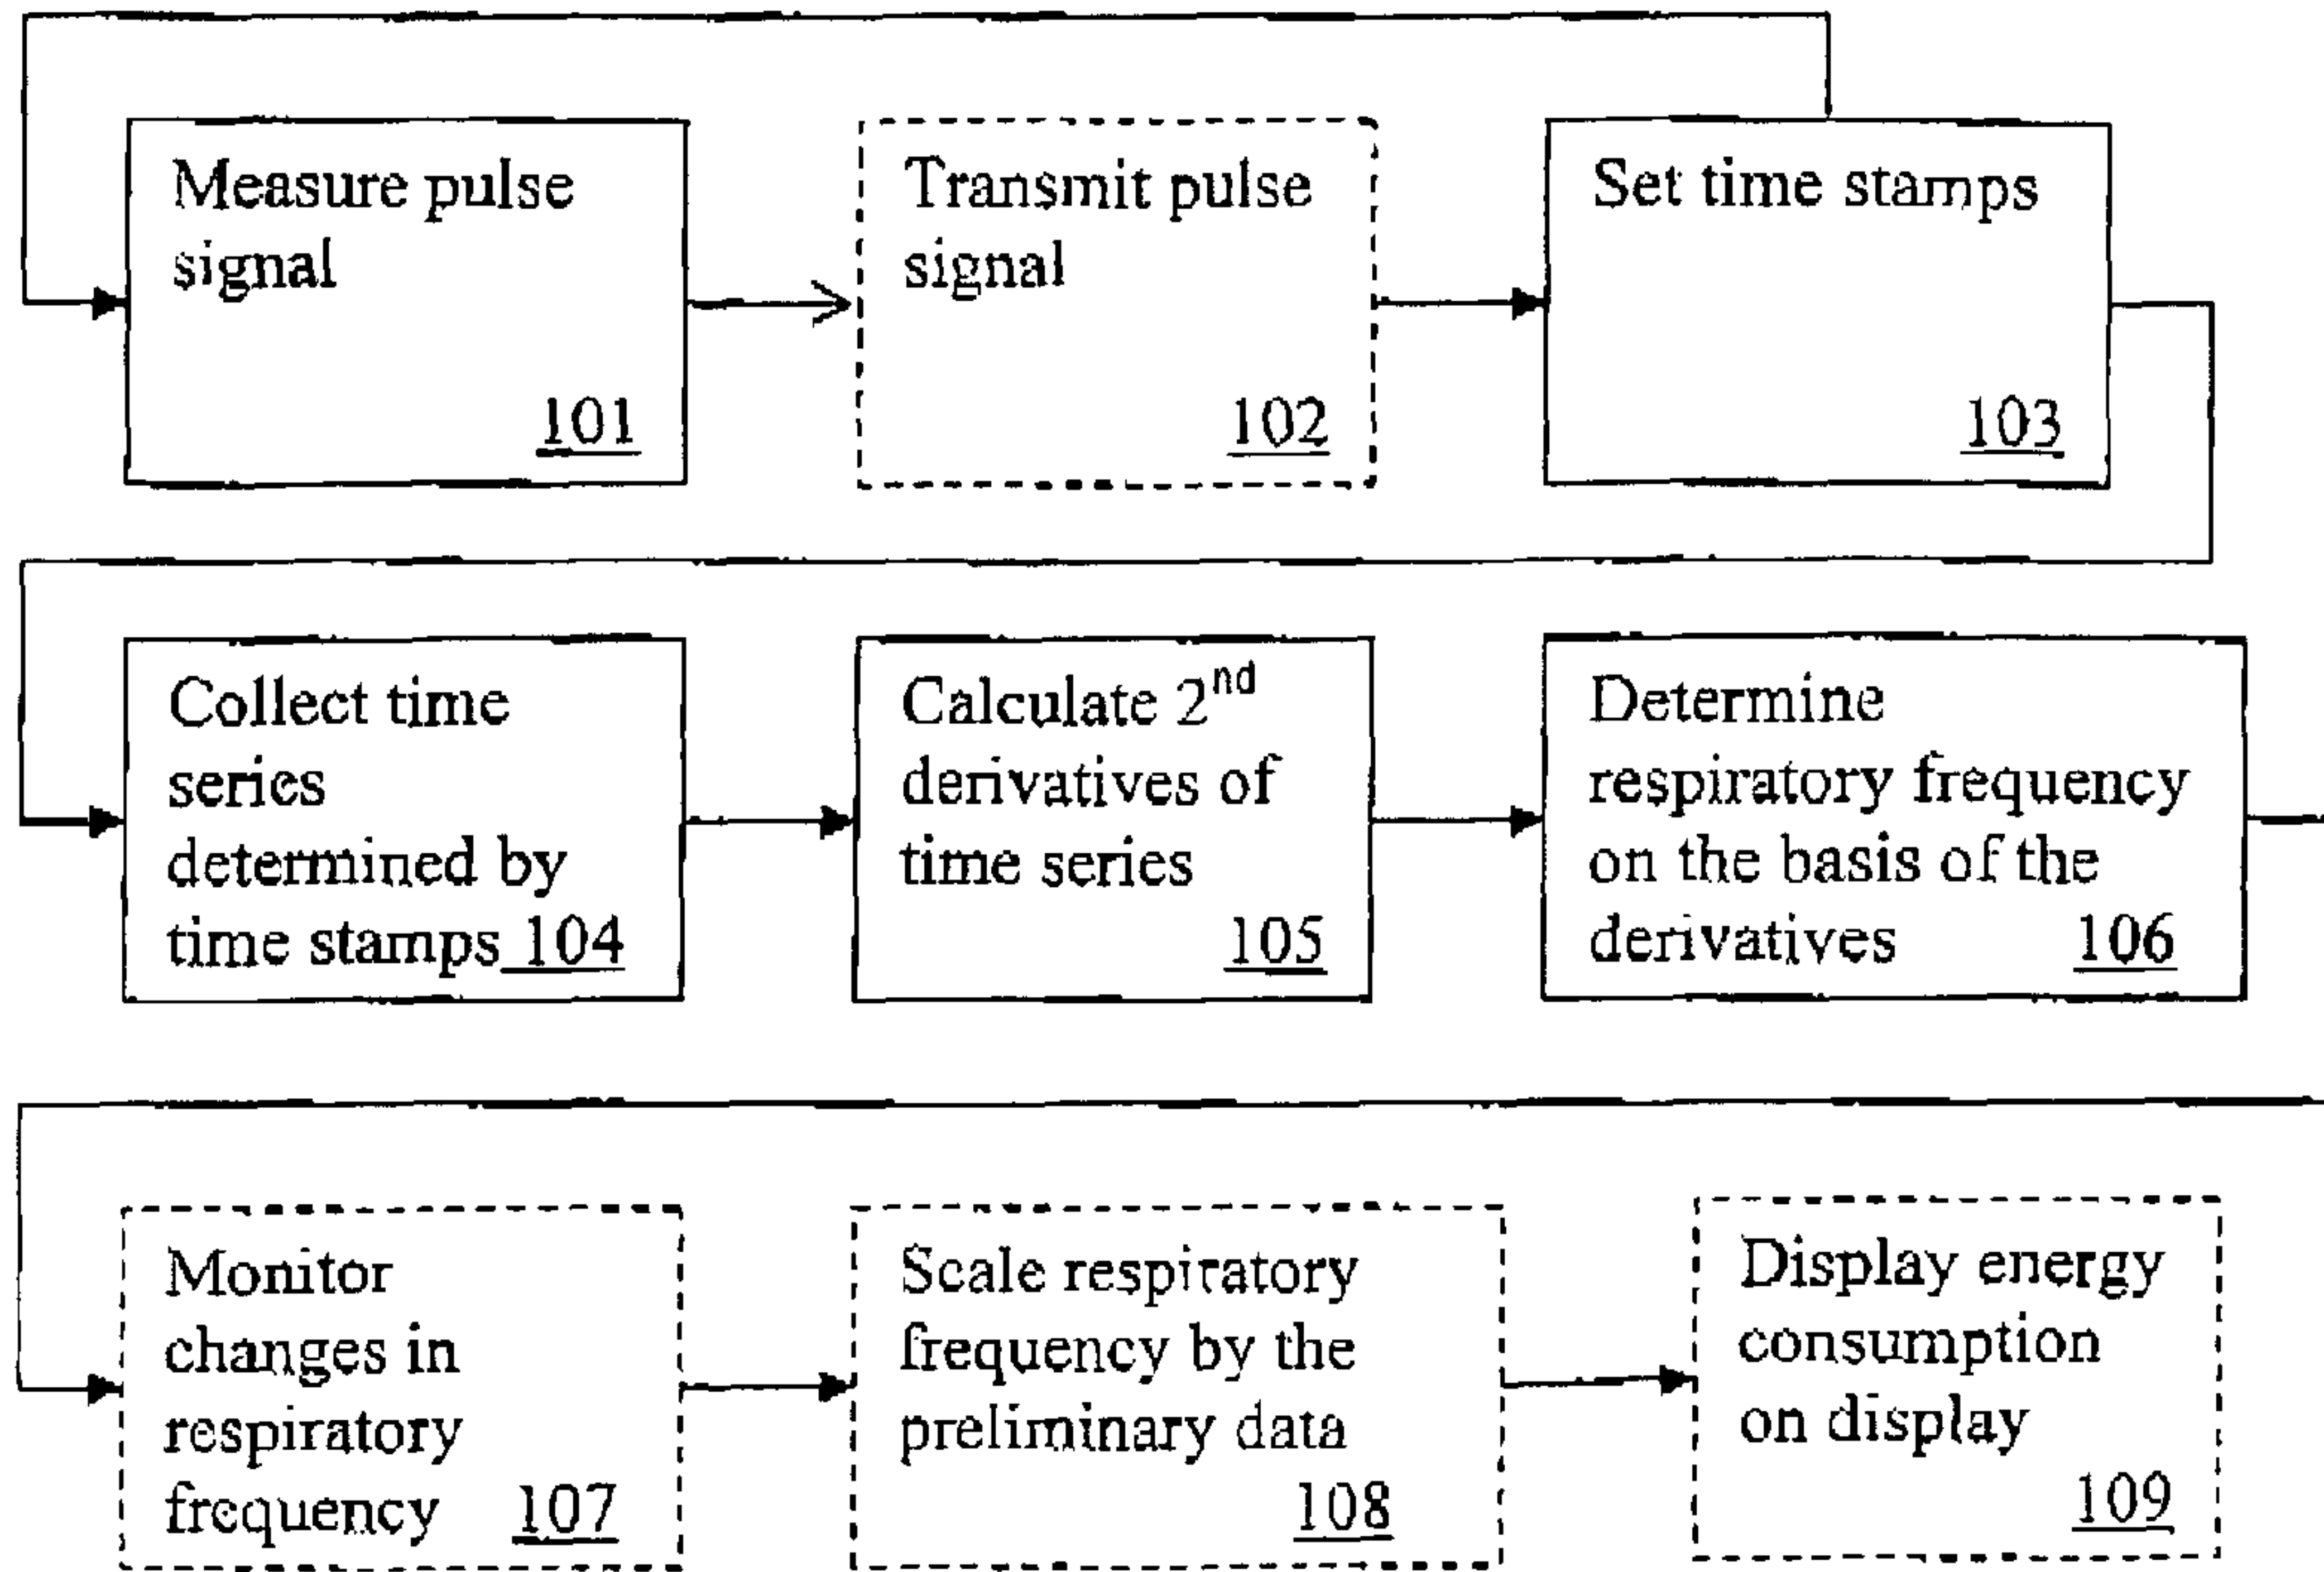 Measure pulse
signal
101
Transmit pulse
signal
102
Set time stamps
103
Collect time
series
determined by
time stamps 104
Calculate 2nd
derivatives of
time series
105
Determine
respiratory frequency
on the basis of the
derivatives 106
Monitor
changes in
respiratory
frequency 107
Scale respiratory
frequency by the
preliminary data
108
Display energy
consumption
on display
109